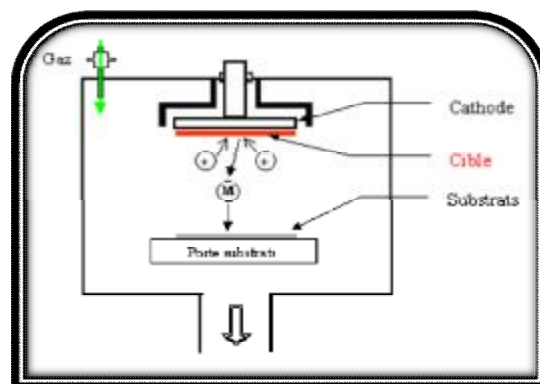 Gaz
Cathode
+
+
Cible
M
Substrats
Porte substrats